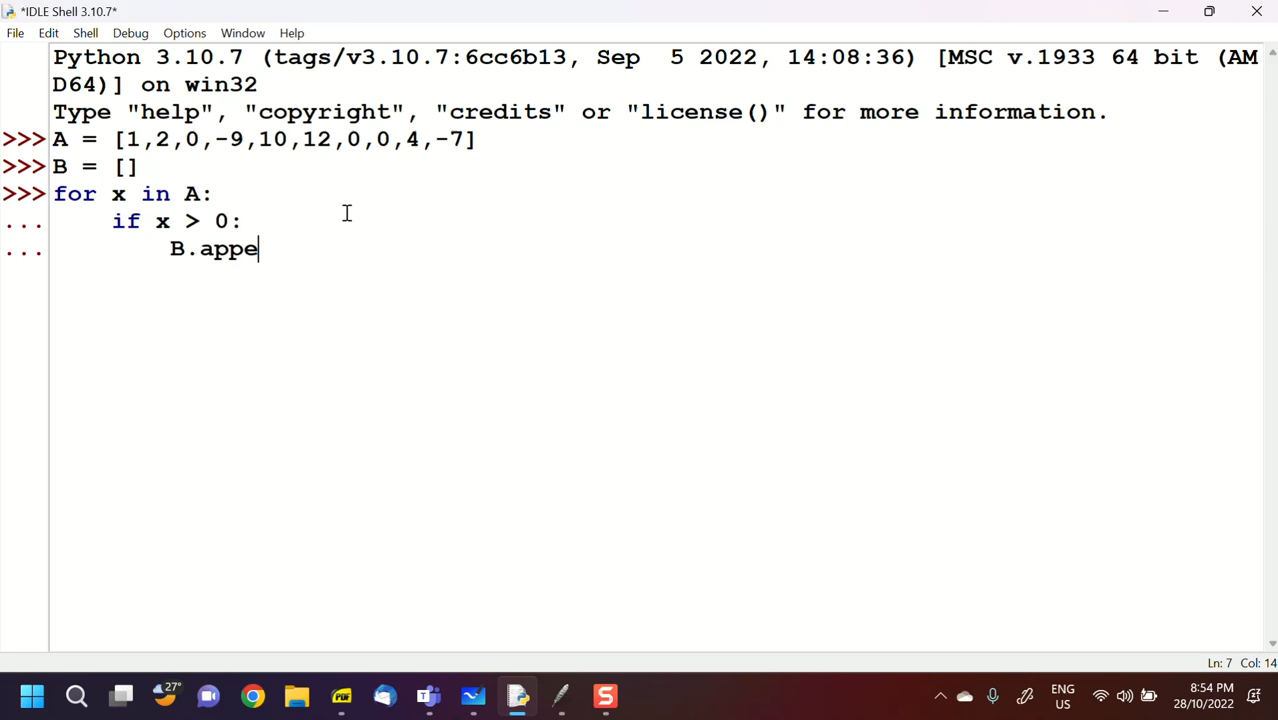 *IDLE Shell 3.10.7*
File Edit Shell Debug Options Window Help
Python 3.10.7 (tags/v3.10.7:6cc6b13, Sep  5 2022, 14:08:36) [MSC v.1933 64 bit (AM
D64)] on win32
Type "help", "copyright", "credits" or "license()" for more information.
>>> A = [1,2,0,-9,10,12,0,0,4,-7]
>>> B = []
>>> for x in A:
...     if x > 0:
...         B.appe
Ln: 7 Col: 14
27°
PDF
S
ENG
US
8:54 PM
28/10/2022